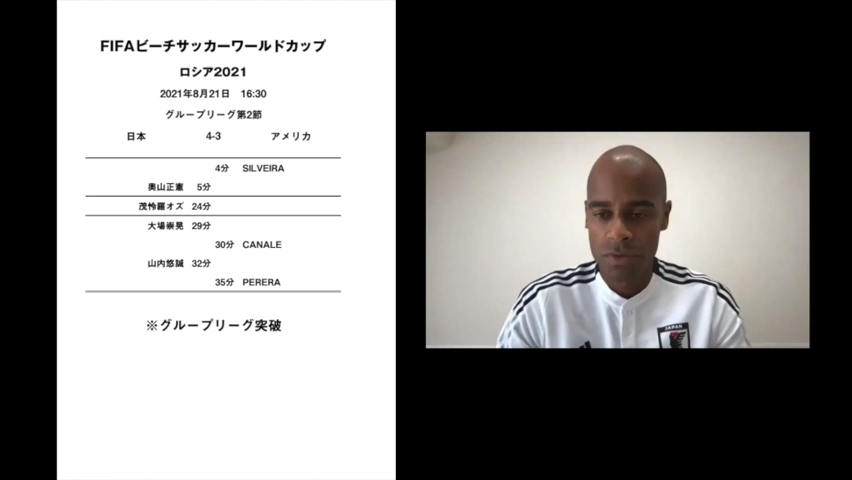 FIFAビーチサッカーワールドカップ
ロシア2021
2021年8月21日 16:30
グループリーグ第2節
日本 4-3 アメリカ
4分 SILVEIRA
奥山正憲 5分
茂怜羅オズ 24分
大場崇晃 29分
30分 CANALE
山内悠誠 32分
35分 PERERA
※グループリーグ突破
JAPAN